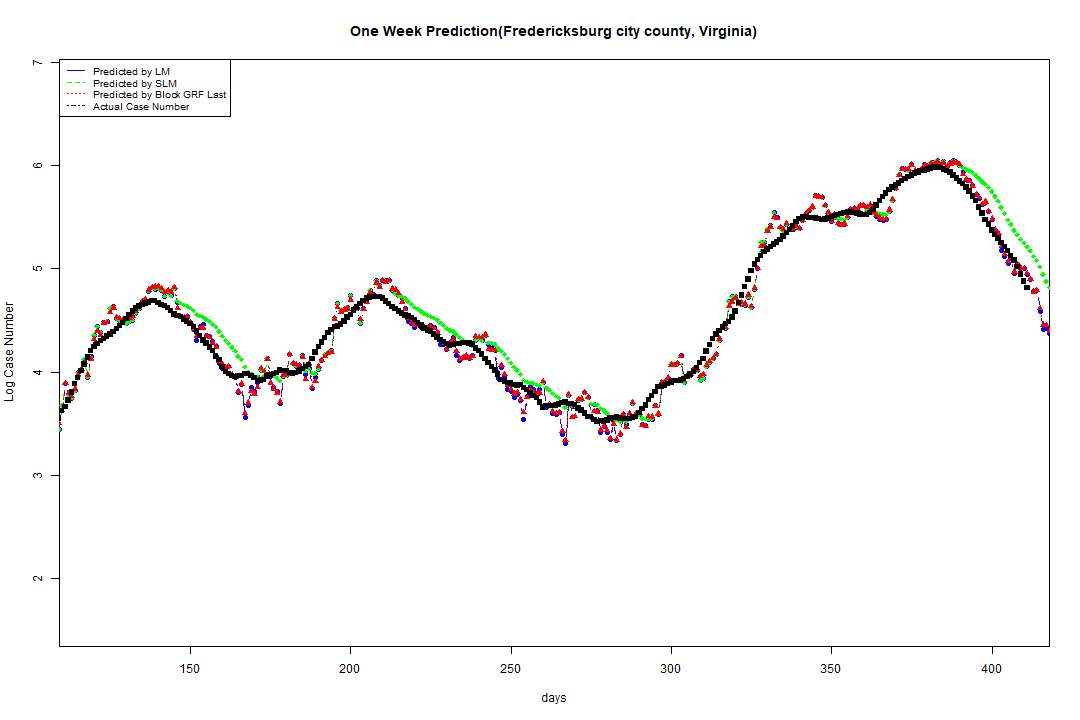 One Week Prediction(Fredericksburg city county, Virginia)
Predicted by LM
Predicted by SLM
Predicted by Block GRF Last
Actual Case Number
Log Case Number
7
6
5
4
3
2
150 200 250 300 350 400
days